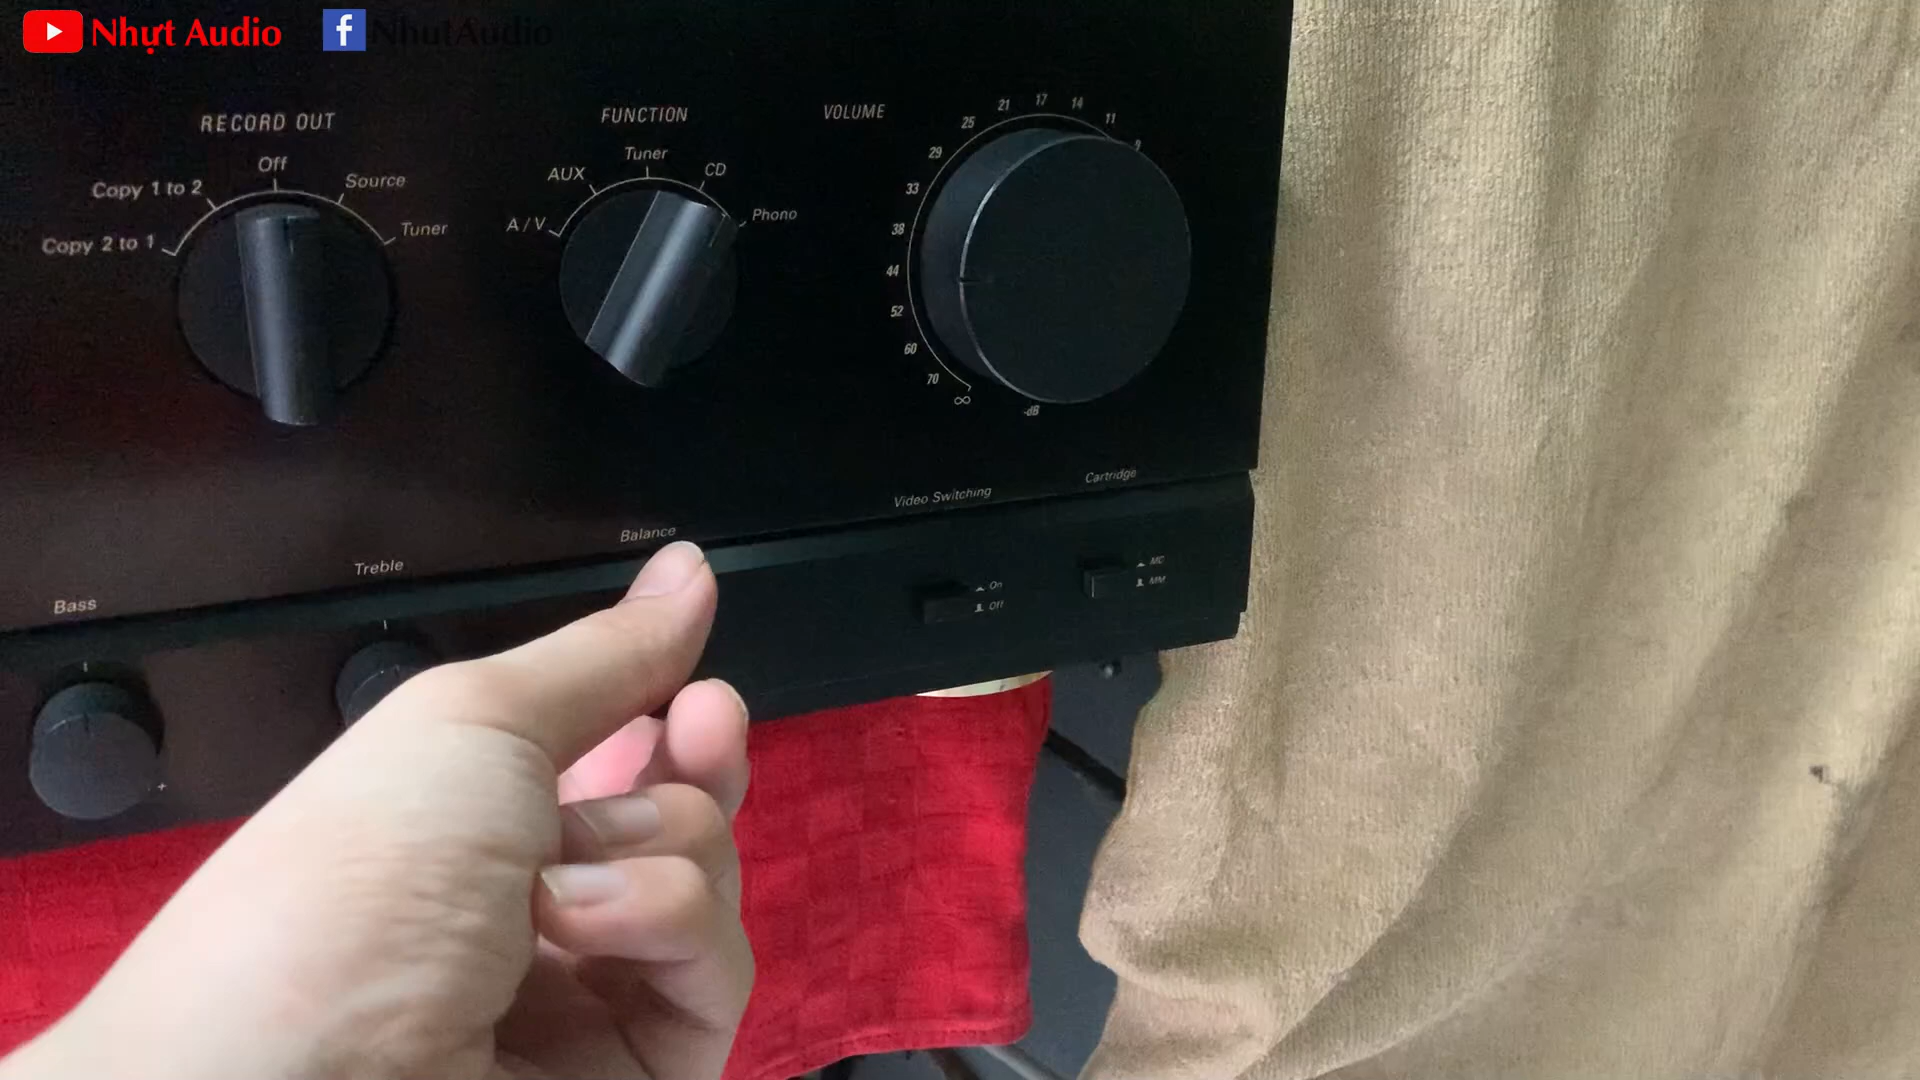 Nhựt Audio
NhutAudio
RECORD OUT
Off
Copy 1 to 2
Source
Copy 2 to 1
Tuner
FUNCTION
Tuner
AUX
CD
A/V
Phono
VOLUME
9
11
14
17
21
25
29
33
38
44
52
60
70
∞
-dB
Bass
+
Treble
Balance
Video Switching
On
Off
Cartridge
MC
MM